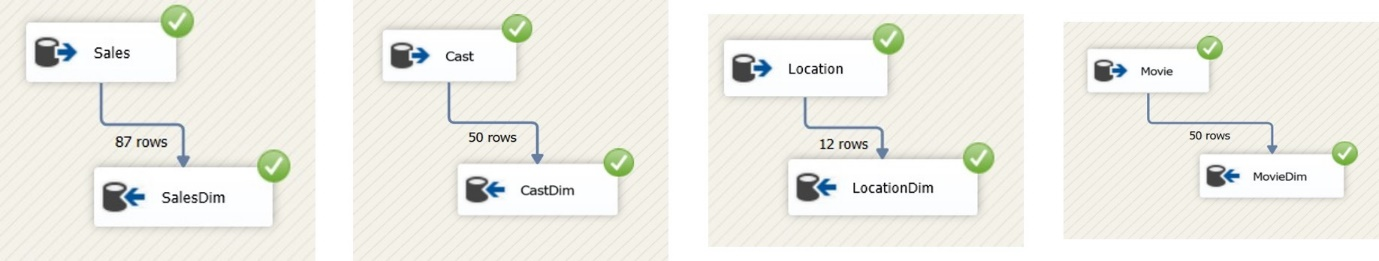 Sales
87 rows
SalesDim
Cast
50 rows
CastDim
Location
12 rows
LocationDim
Movie
50 rows
MovieDim